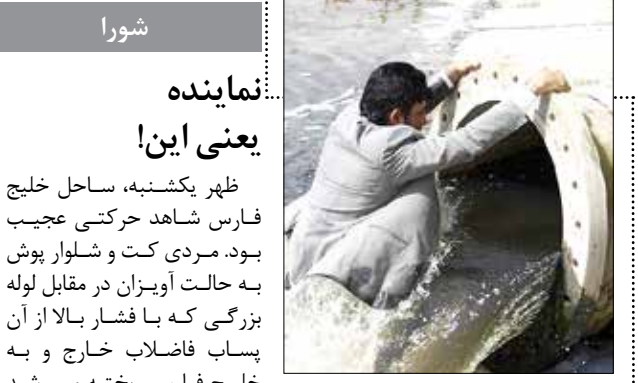 شورا
نماینده
یعنی این!
ظهر یکشنبه، ساحل خلیج
فارس شاهد حرکتی عجیب
بود. مردی کت و شلوار پوش
به حالت آویزان در مقابل لوله
بزرگی که با فشار بالا از آن
پساب فاضلاب خارج و به